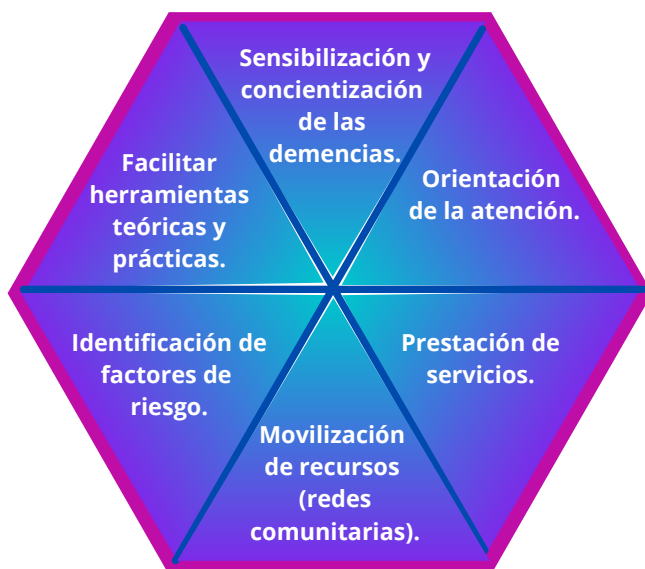 Sensibilización y
concientización
de las
demencias.
Orientación
de la atención.
Prestación de
servicios.
Movilización
de recursos
(redes
comunitarias).
Identificación de
factores de
riesgo.
Facilitar
herramientas
teóricas y
prácticas.